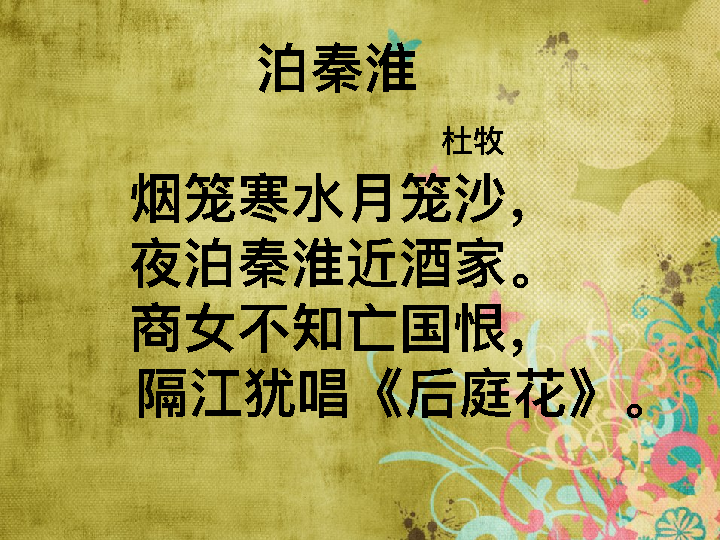 泊秦淮
杜牧
烟笼寒水月笼沙，
夜泊秦淮近酒家。
商女不知亡国恨，
隔江犹唱《后庭花》。